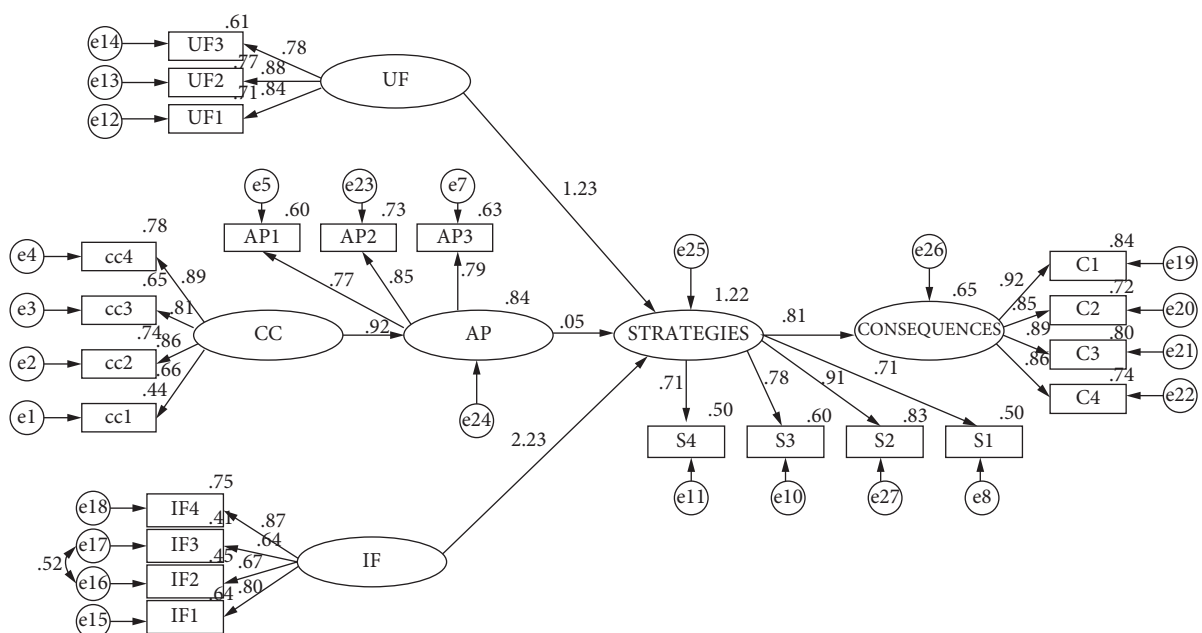 .61
e14
UF3
.78
.77
e13
UF2
.88
UF
.71
.84
e12
UF1
1.23
e5
e23
e7
.60
.73
.63
AP1
AP2
AP3
.78
e4
cc4
.89
.77
.85
.79
.65
e3
cc3
.81
.74
e2
cc2
.86
.66
.44
e1
cc1
CC
.92
.84
AP
e24
.05
e25
1.22
STRATEGIES
.81
e26
.65
CONSEQUENCES
.84
.92
C1
e19
.72
.85
C2
e20
.89
.80
C3
e21
.86
.74
C4
e22
.71
.78
.91
.71
.50
.60
.83
.50
S4
S3
S2
S1
e11
e10
e27
e8
2.23
.75
e18
IF4
.87
.41
e17
IF3
.64
.52
.45
e16
IF2
.67
.64
.80
e15
IF1
IF